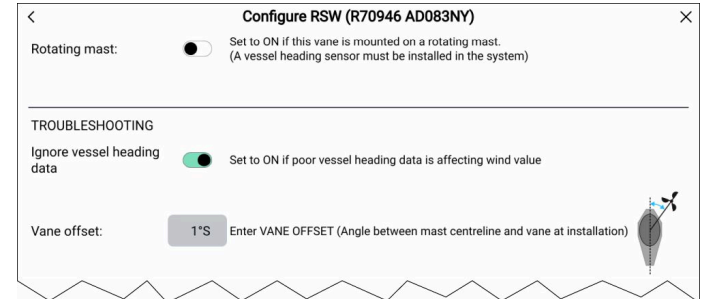 Configure RSW (R70946 AD083NY)
Rotating mast:
Set to ON if this vane is mounted on a rotating mast.
(A vessel heading sensor must be installed in the system)
TROUBLESHOOTING
Ignore vessel heading
data
Set to ON if poor vessel heading data is affecting wind value
Vane offset:
1°S
Enter VANE OFFSET (Angle between mast centreline and vane at installation)